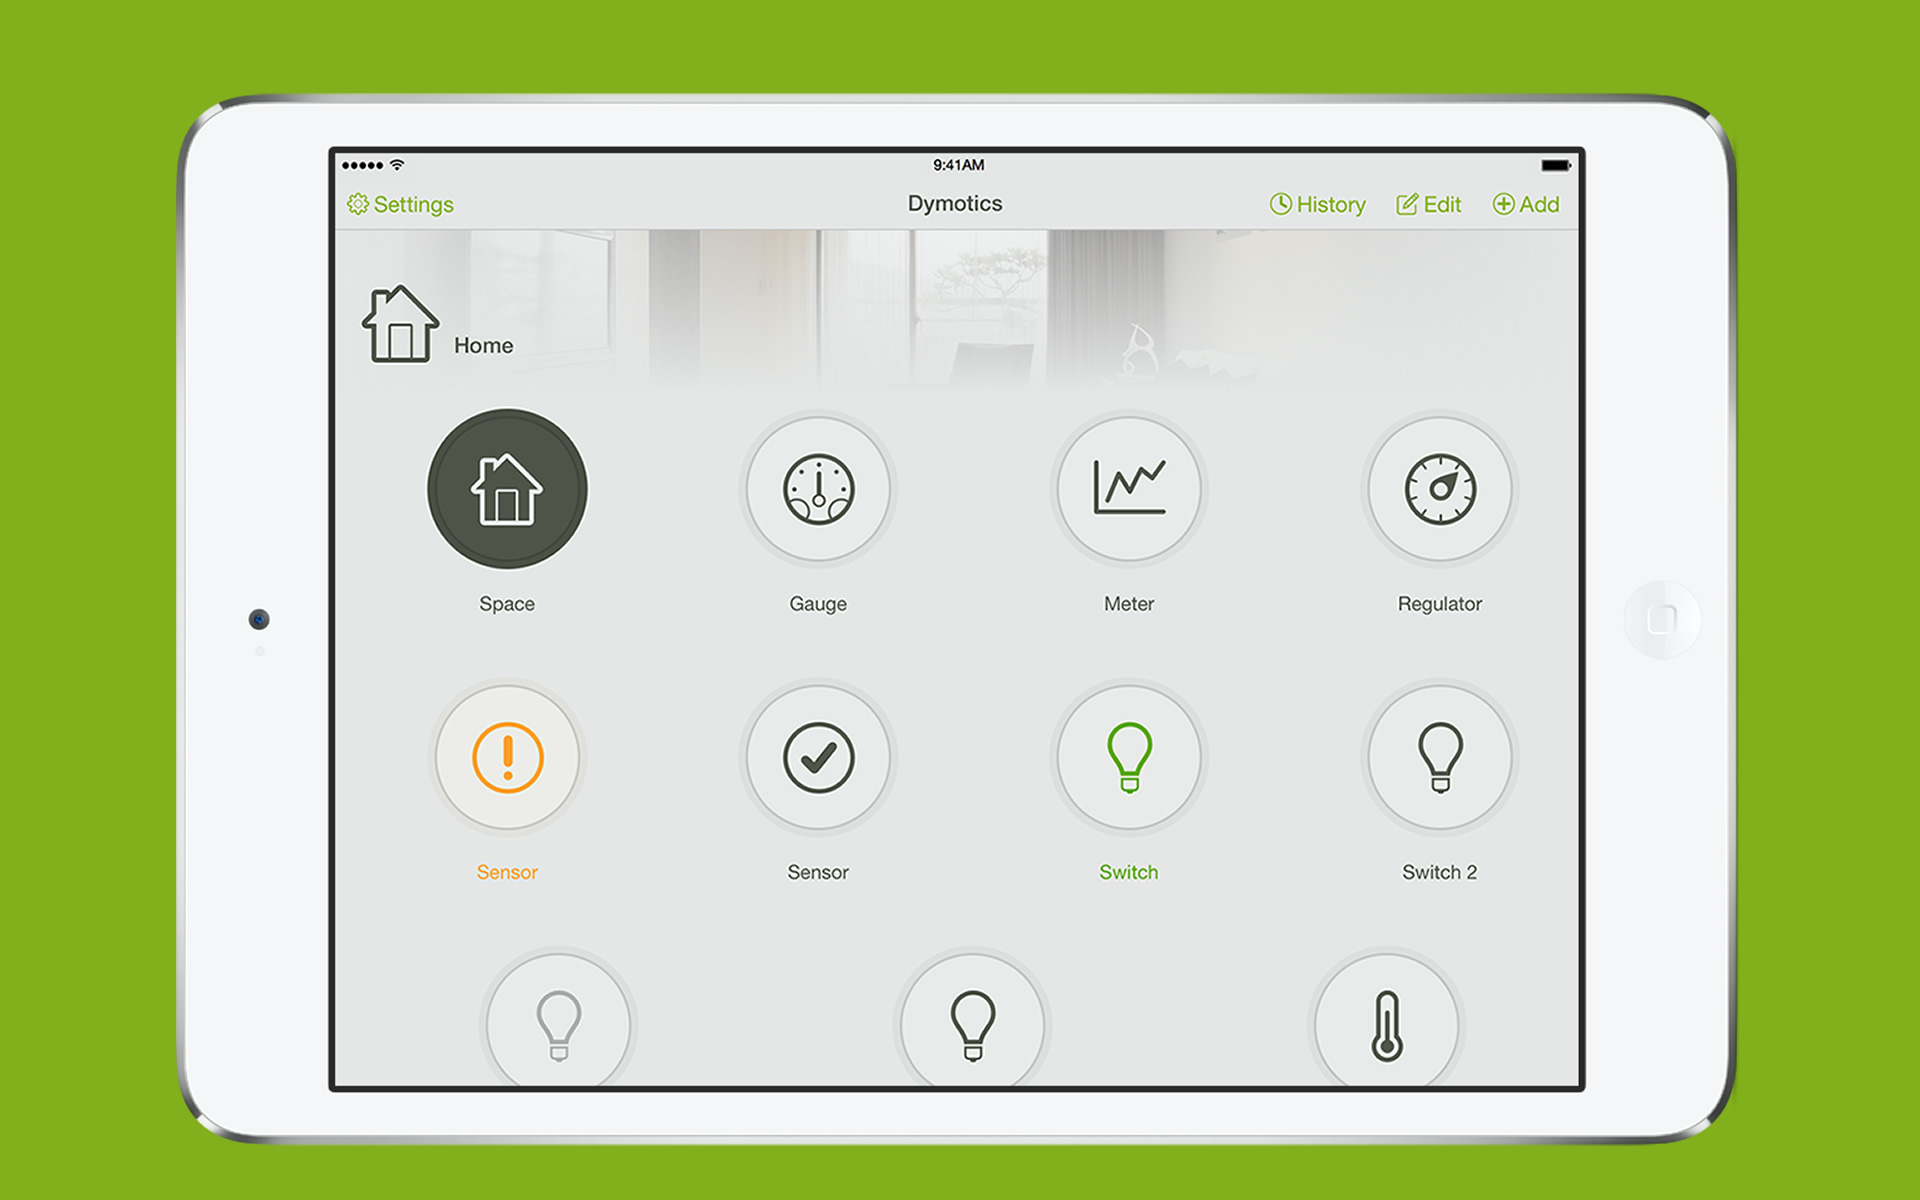 9:41AM
Settings
Dymotics
History
Edit
Add
Home
Space
Gauge
Meter
Regulator
Sensor
Sensor
Switch
Switch 2